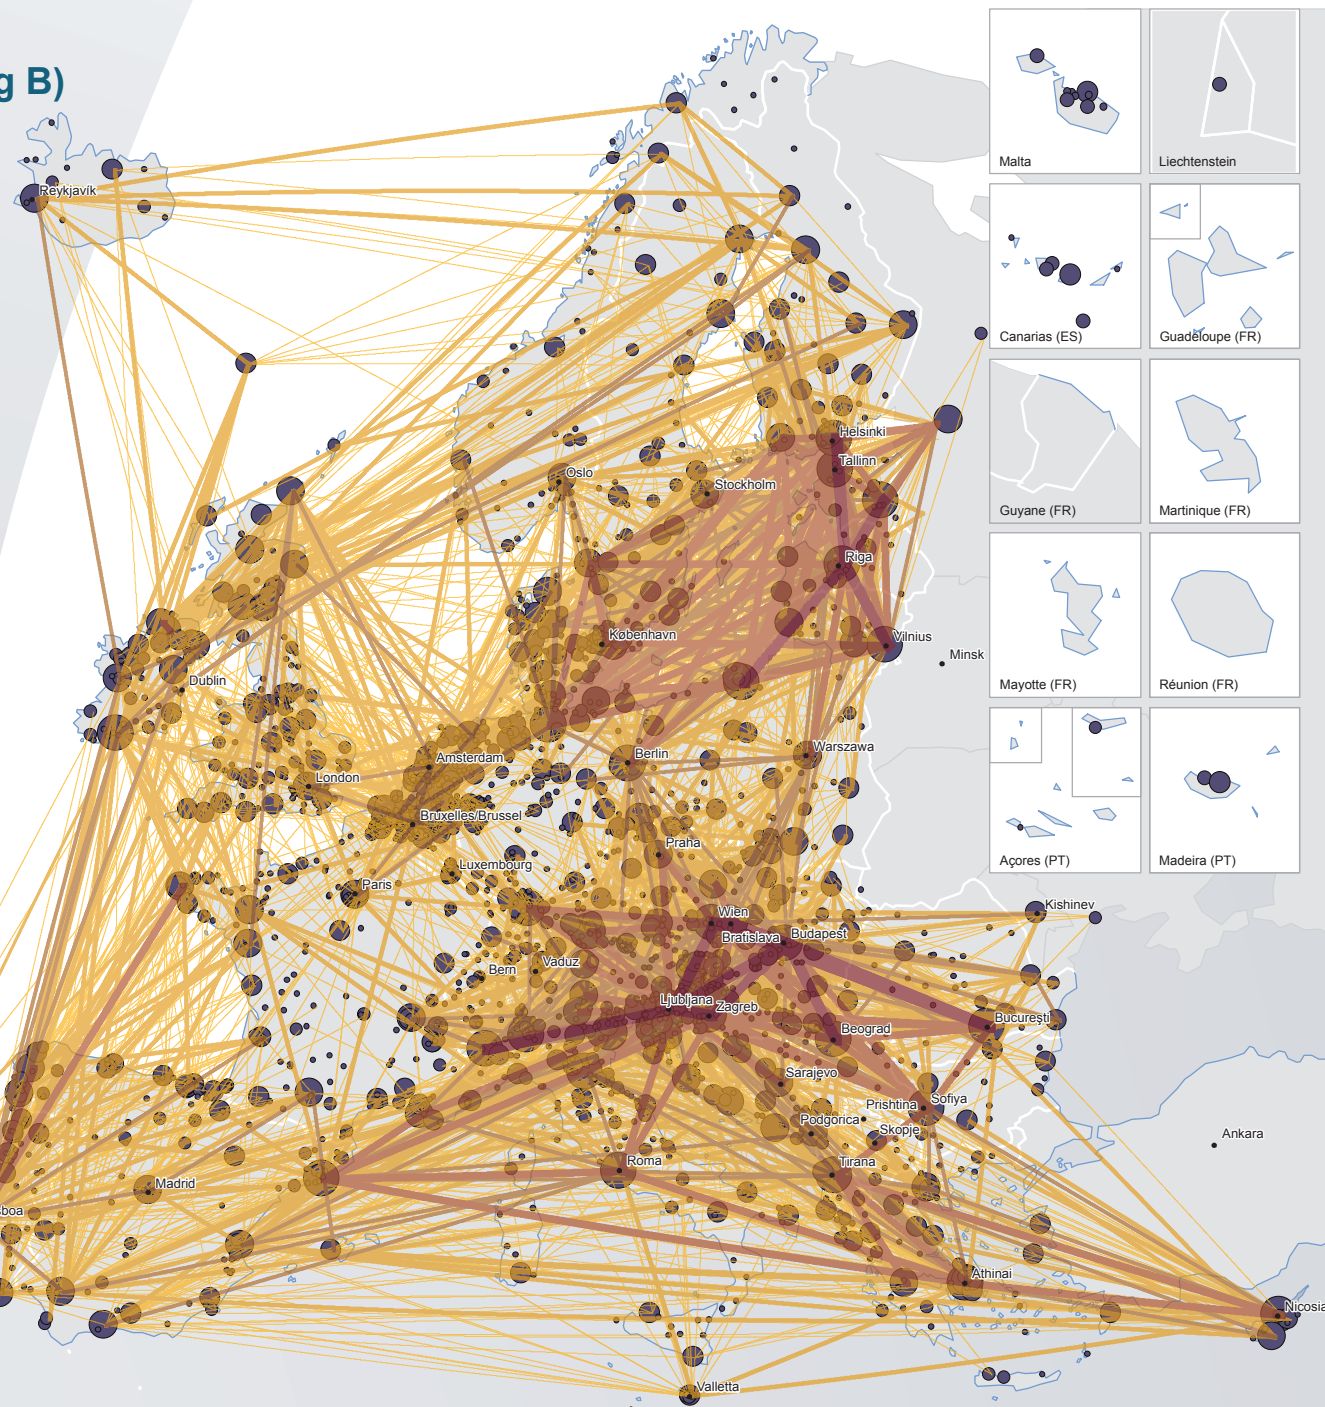 g B)
Malta
Liechtenstein
Reykjavík
Canarias (ES)
Guadeloupe (FR)
Helsinki
Tallinn
Oslo
Stockholm
Guyane (FR)
Martinique (FR)
Riga
København
Vilnius
Minsk
Dublin
Mayotte (FR)
Réunion (FR)
Warszawa
Berlin
Amsterdam
London
Bruxelles/Brussel
Praha
Luxembourg
Açores (PT)
Madeira (PT)
Paris
Kishinev
Wien
Bratislava
Budapest
Vaduz
Bern
Ljubljana
Zagreb
Bucureşti
Beograd
Sarajevo
Prishtina
Sofiya
Podgorica
Skopje
Ankara
Roma
Tirana
Madrid
boa
Athinai
Nicosia
Valletta